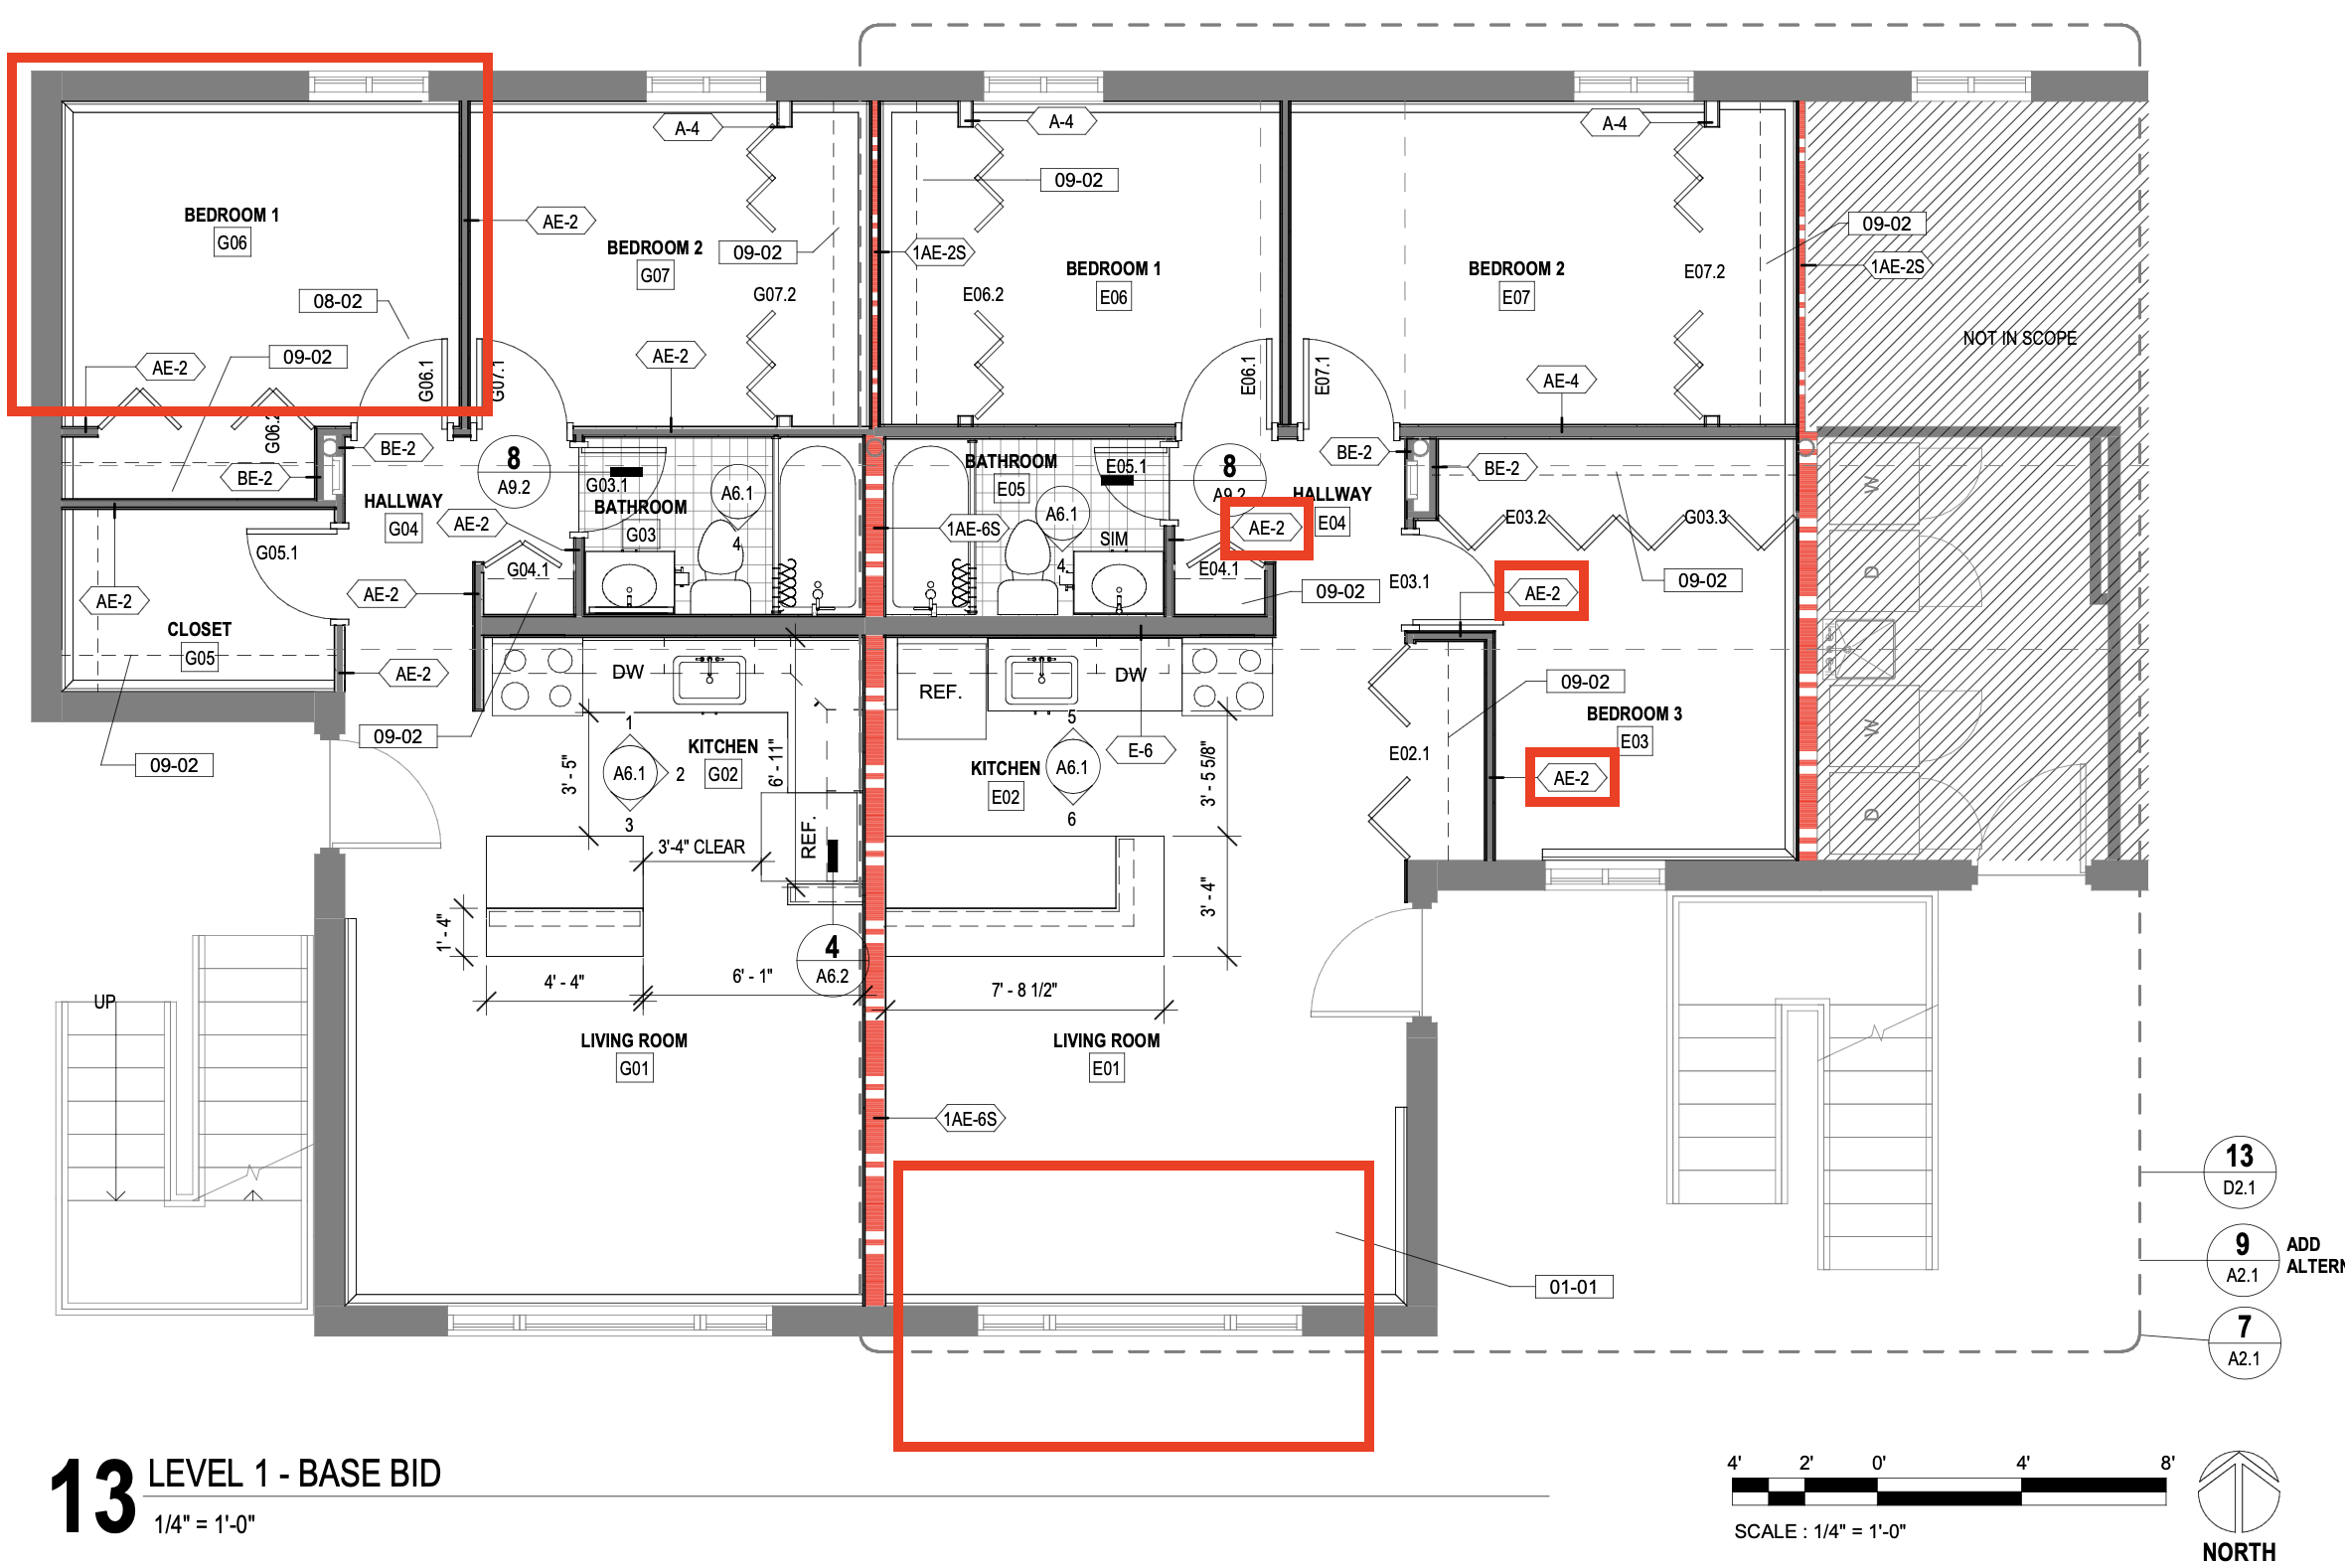 A-4
A-4
A-4
09-02
BEDROOM 1
G06
AE-2
BEDROOM 2
G07
09-02
1AE-2S
BEDROOM 1
E06
BEDROOM 2
E07
09-02
1AE-2S
E07.2
G07.2
E06.2
08-02
NOT IN SCOPE
09-02
AE-2
AE-2
AE-4
G06.1
G07.1
E06.1
E07.1
G06.2
BE-2
BE-2
8
A9.2
G03.1
BATHROOM
G03
A6.1
4
BATHROOM
E05
E05.1
A6.1
4
SIM
8
A9.2
HALLWAY
E04
BE-2
BE-2
HALLWAY
G04
AE-2
1AE-6S
AE-2
E03.2
G03.3
W
G05.1
G04.1
E04.1
E03.1
09-02
D
AE-2
AE-2
09-02
AE-2
CLOSET
G05
AE-2
DW
REF.
DW
09-02
09-02
09-02
1
A6.1
2
3
KITCHEN
G02
3' - 5"
6' - 11"
KITCHEN
E02
5
A6.1
6
E-6
3' - 5 5/8"
E02.1
BEDROOM 3
E03
AE-2
W
D
REF.
3'-4" CLEAR
3' - 4"
1' - 4"
4
A6.2
4' - 4"
6' - 1"
7' - 8 1/2"
UP
LIVING ROOM
G01
LIVING ROOM
E01
1AE-6S
13
D2.1
9
A2.1
ADD
ALTERN
01-01
7
A2.1
13
LEVEL 1 - BASE BID
1/4" = 1'-0"
4' 2' 0' 4' 8'
SCALE : 1/4" = 1'-0"
NORTH